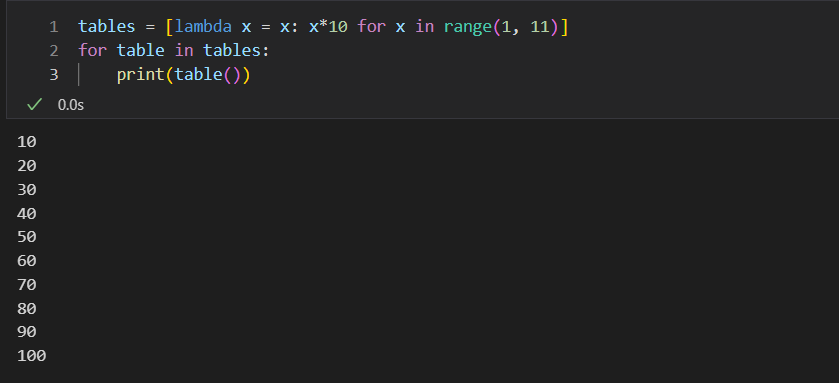 1 tables = [lambda x = x: x*10 for x in range(1, 11)]
2 for table in tables:
3     print(table())
0.0s
10
20
30
40
50
60
70
80
90
100